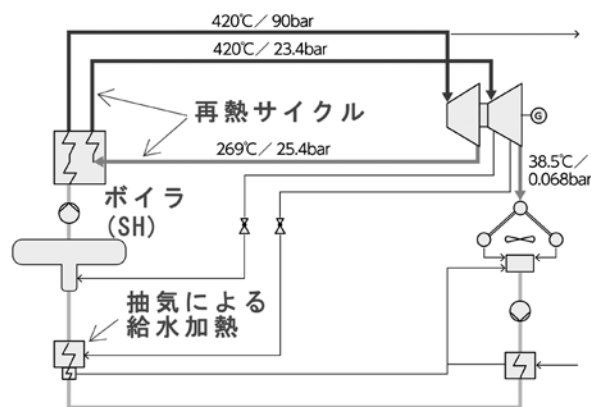 420℃/90bar
420℃/23.4bar
再熱サイクル
G
269℃/25.4bar
38.5℃/
0.068bar
ボイラ
(SH)
抽気による
給水加熱